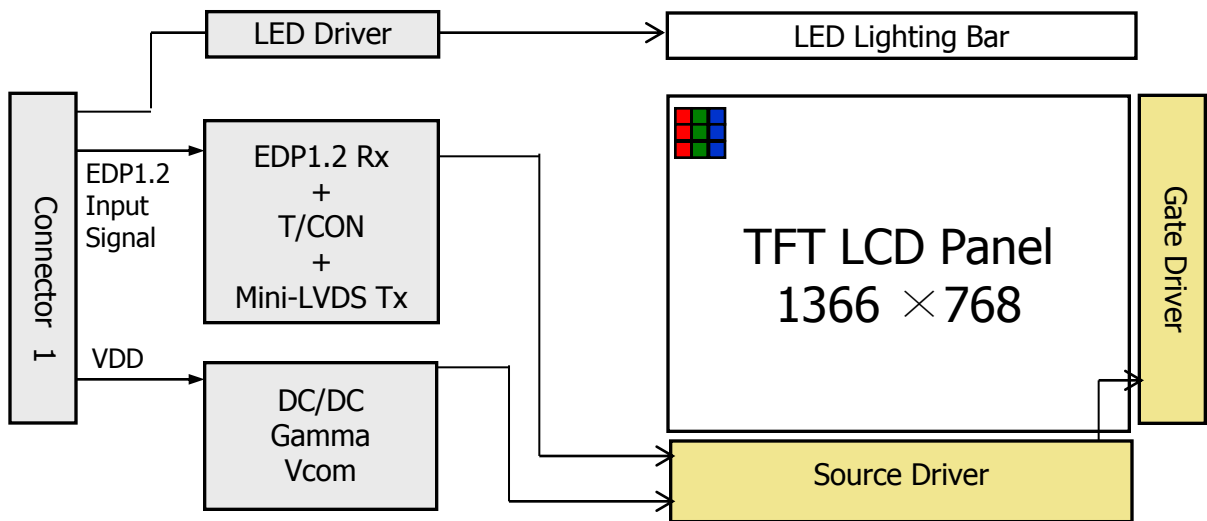 LED Driver
LED Lighting Bar
Connector 1
EDP1.2
Input
Signal
EDP1.2 Rx
+
T/CON
+
Mini-LVDS Tx
TFT LCD Panel
1366 ×768
Gate Driver
VDD
DC/DC
Gamma
Vcom
Source Driver